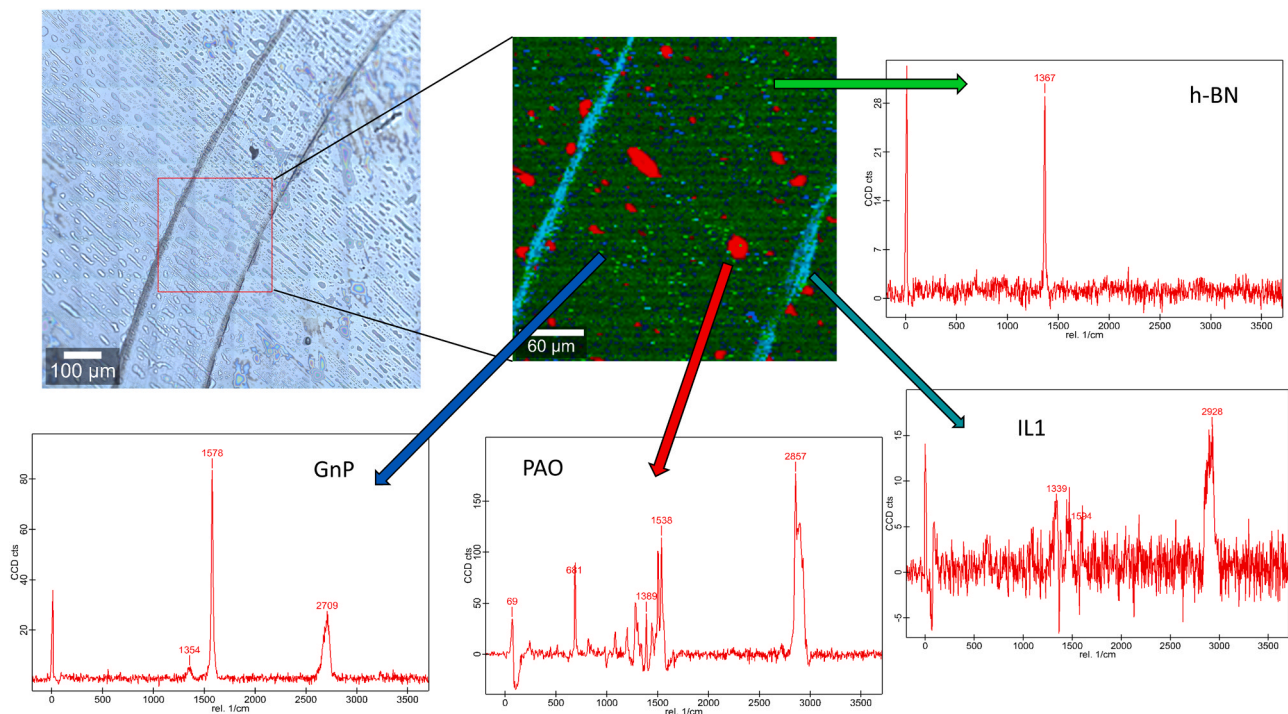 100 µm
60 µm
h-BN
1367
CCD cts
28
21
14
7
0
0 500 1000 1500 2000 2500 3000 3500
rel. 1/cm
GnP
1578
2709
1354
CCD cts
80
60
40
20
0 500 1000 1500 2000 2500 3000 3500
rel. 1/cm
PAO
2857
1538
681
1389
69
CCD cts
150
100
50
0
0 500 1000 1500 2000 2500 3000 3500
rel. 1/cm
IL1
2928
1339
1594
CCD cts
15
10
5
0
-5
0 500 1000 1500 2000 2500 3000 3500
rel. 1/cm